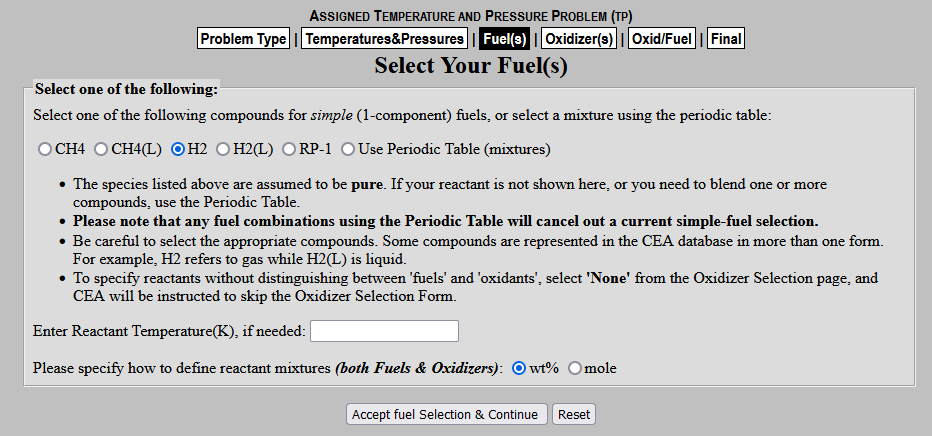 ASSIGNED TEMPERATURE AND PRESSURE PROBLEM (TP)
Problem Type | Temperatures&Pressures | Fuel(s) | Oxidizer(s) | Oxid/Fuel | Final
Select Your Fuel(s)
Select one of the following:
Select one of the following compounds for simple (1-component) fuels, or select a mixture using the periodic table:
CH4 CH4(L) H2 H2(L) RP-1 Use Periodic Table (mixtures)
• The species listed above are assumed to be pure. If your reactant is not shown here, or you need to blend one or more
compounds, use the Periodic Table.
• Please note that any fuel combinations using the Periodic Table will cancel out a current simple-fuel selection.
• Be careful to select the appropriate compounds. Some compounds are represented in the CEA database in more than one form.
For example, H2 refers to gas while H2(L) is liquid.
• To specify reactants without distinguishing between 'fuels' and 'oxidants', select 'None' from the Oxidizer Selection page, and
CEA will be instructed to skip the Oxidizer Selection Form.
Enter Reactant Temperature(K), if needed:
Please specify how to define reactant mixtures (both Fuels & Oxidizers): wt% mole
Accept fuel Selection & Continue Reset